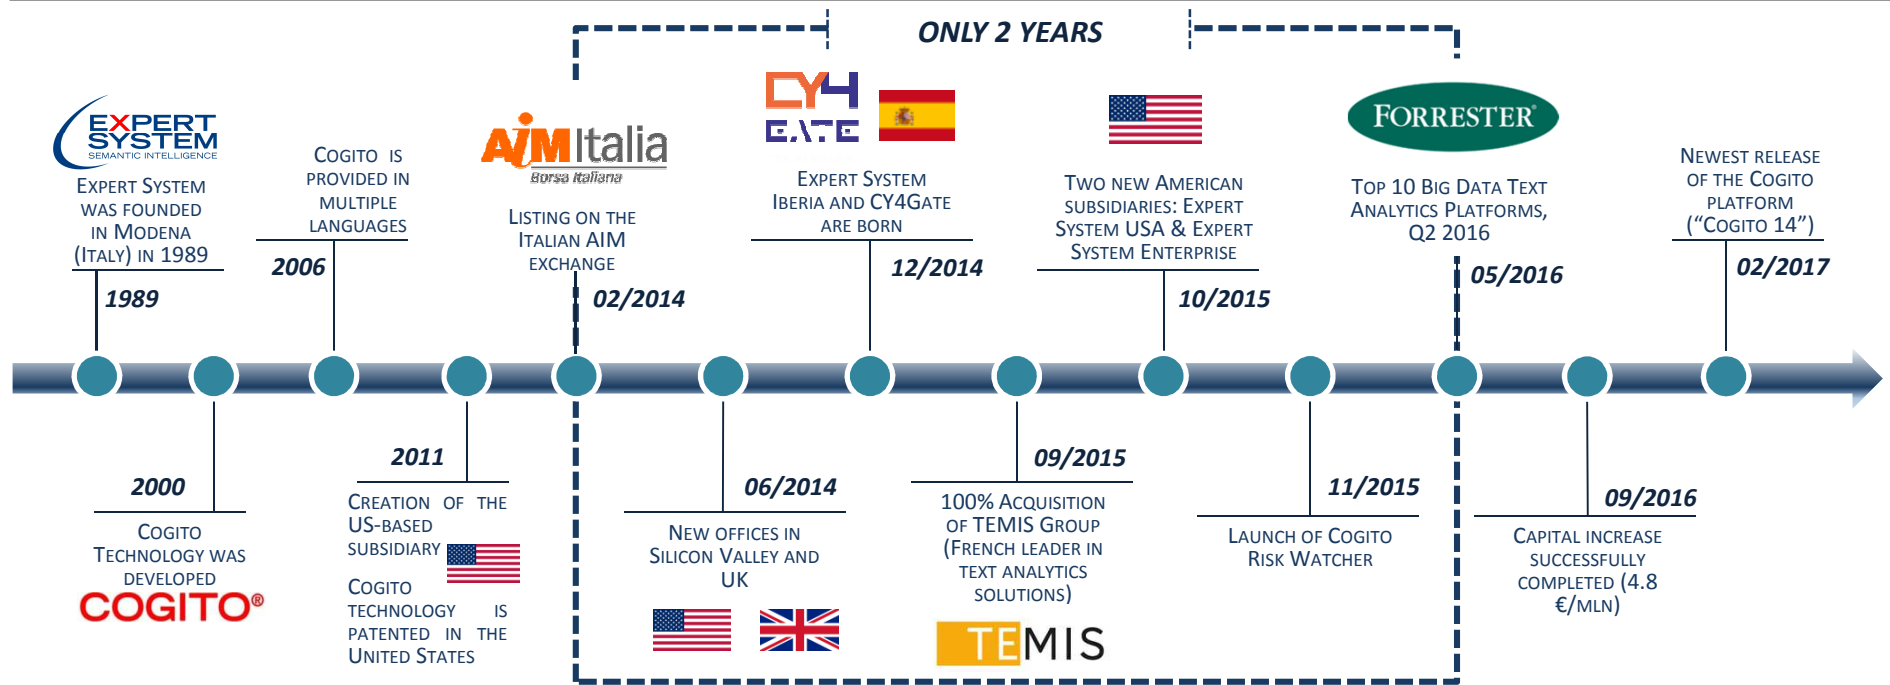 ONLY 2 YEARS
EXPERT
SYSTEM
SEMANTIC INTELLIGENCE
EXPERT SYSTEM
WAS FOUNDED
IN MODENA
(ITALY) IN 1989
1989
COGITO IS
PROVIDED IN
MULTIPLE
LANGUAGES
2006
AIM Italia
Borsa Italiana
LISTING ON THE
ITALIAN AIM
EXCHANGE
02/2014
CY4
GATE
EXPERT SYSTEM
IBERIA AND CY4GATE
ARE BORN
12/2014
TWO NEW AMERICAN
SUBSIDIARIES: EXPERT
SYSTEM USA & EXPERT
SYSTEM ENTERPRISE
10/2015
FORRESTER®
TOP 10 BIG DATA TEXT
ANALYTICS PLATFORMS,
Q2 2016
05/2016
NEWEST RELEASE
OF THE COGITO
PLATFORM
(“COGITO 14”)
02/2017
2000
COGITO
TECHNOLOGY WAS
DEVELOPED
COGITO®
2011
CREATION OF THE
US-BASED
SUBSIDIARY
COGITO
TECHNOLOGY IS
PATENTED IN THE
UNITED STATES
06/2014
NEW OFFICES IN
SILICON VALLEY AND
UK
09/2015
100% ACQUISITION
OF TEMIS GROUP
(FRENCH LEADER IN
TEXT ANALYTICS
SOLUTIONS)
TEMIS
11/2015
LAUNCH OF COGITO
RISK WATCHER
09/2016
CAPITAL INCREASE
SUCCESSFULLY
COMPLETED (4.8
€/MLN)